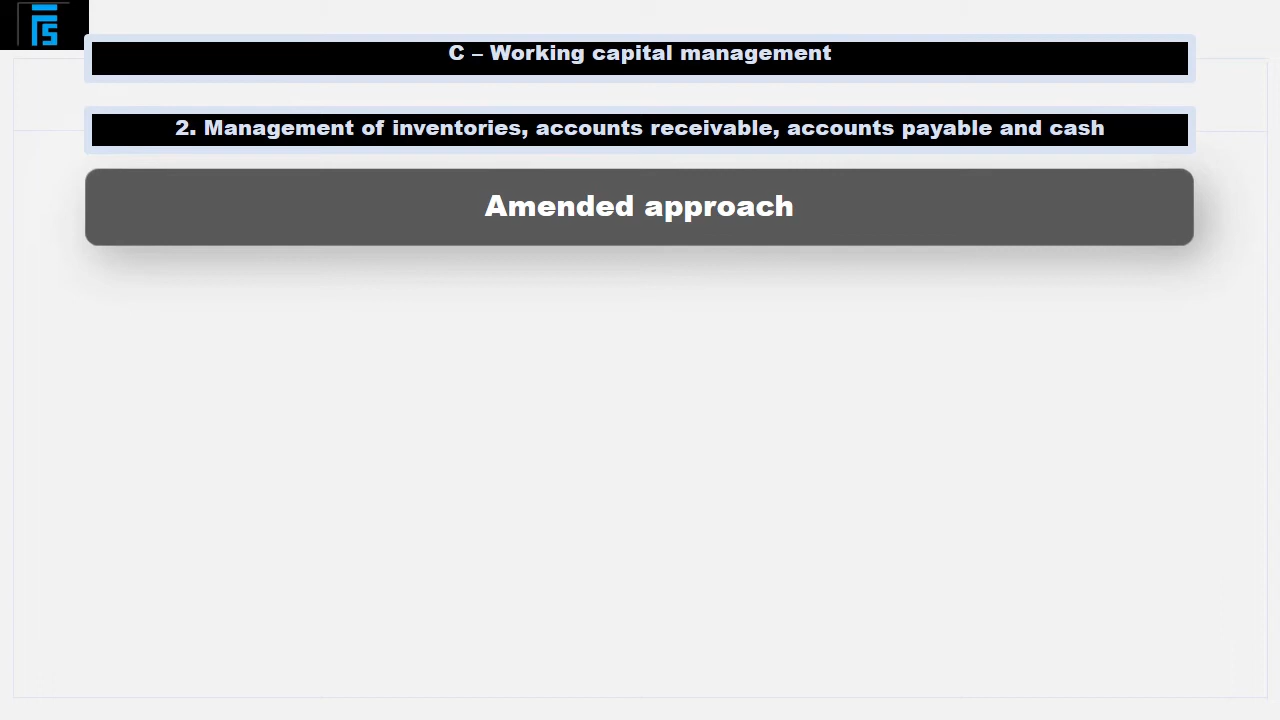 C – Working capital management
2. Management of inventories, accounts receivable, accounts payable and cash
Amended approach